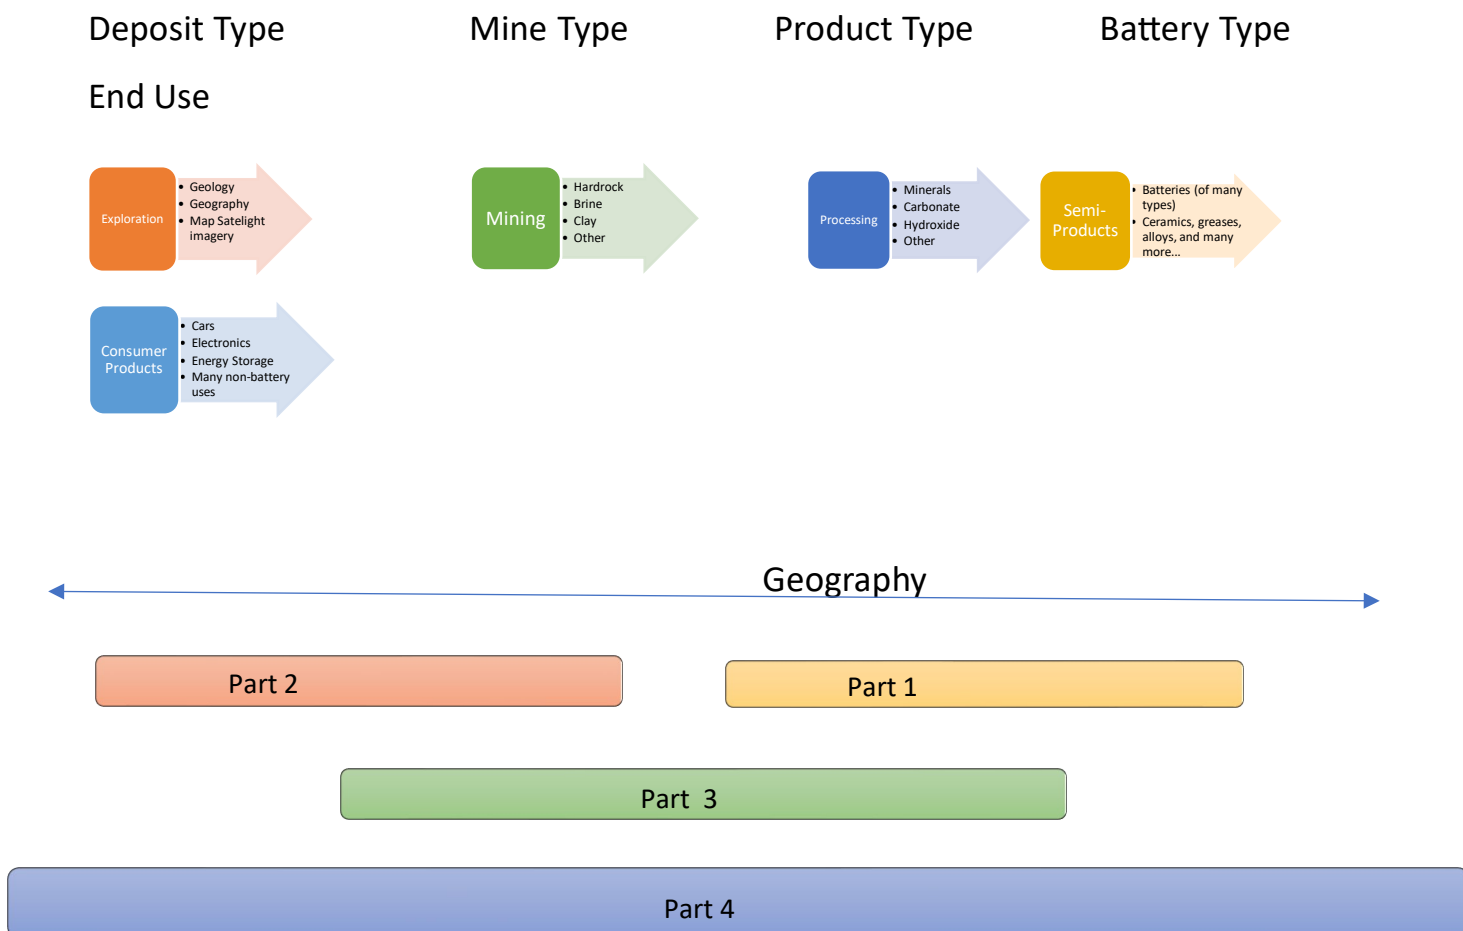 Deposit Type
Mine Type
Product Type
Battery Type
End Use
Exploration
• Geology
• Geography
• Map Satelight
imagery
Mining
• Hardrock
• Brine
• Clay
• Other
Processing
• Minerals
• Carbonate
• Hydroxide
• Other
Semi-
Products
• Batteries (of many
types)
• Ceramics, greases,
alloys, and many
more...
Consumer
Products
• Cars
• Electronics
• Energy Storage
• Many non-battery
uses
Geography
Part 2
Part 1
Part 3
Part 4